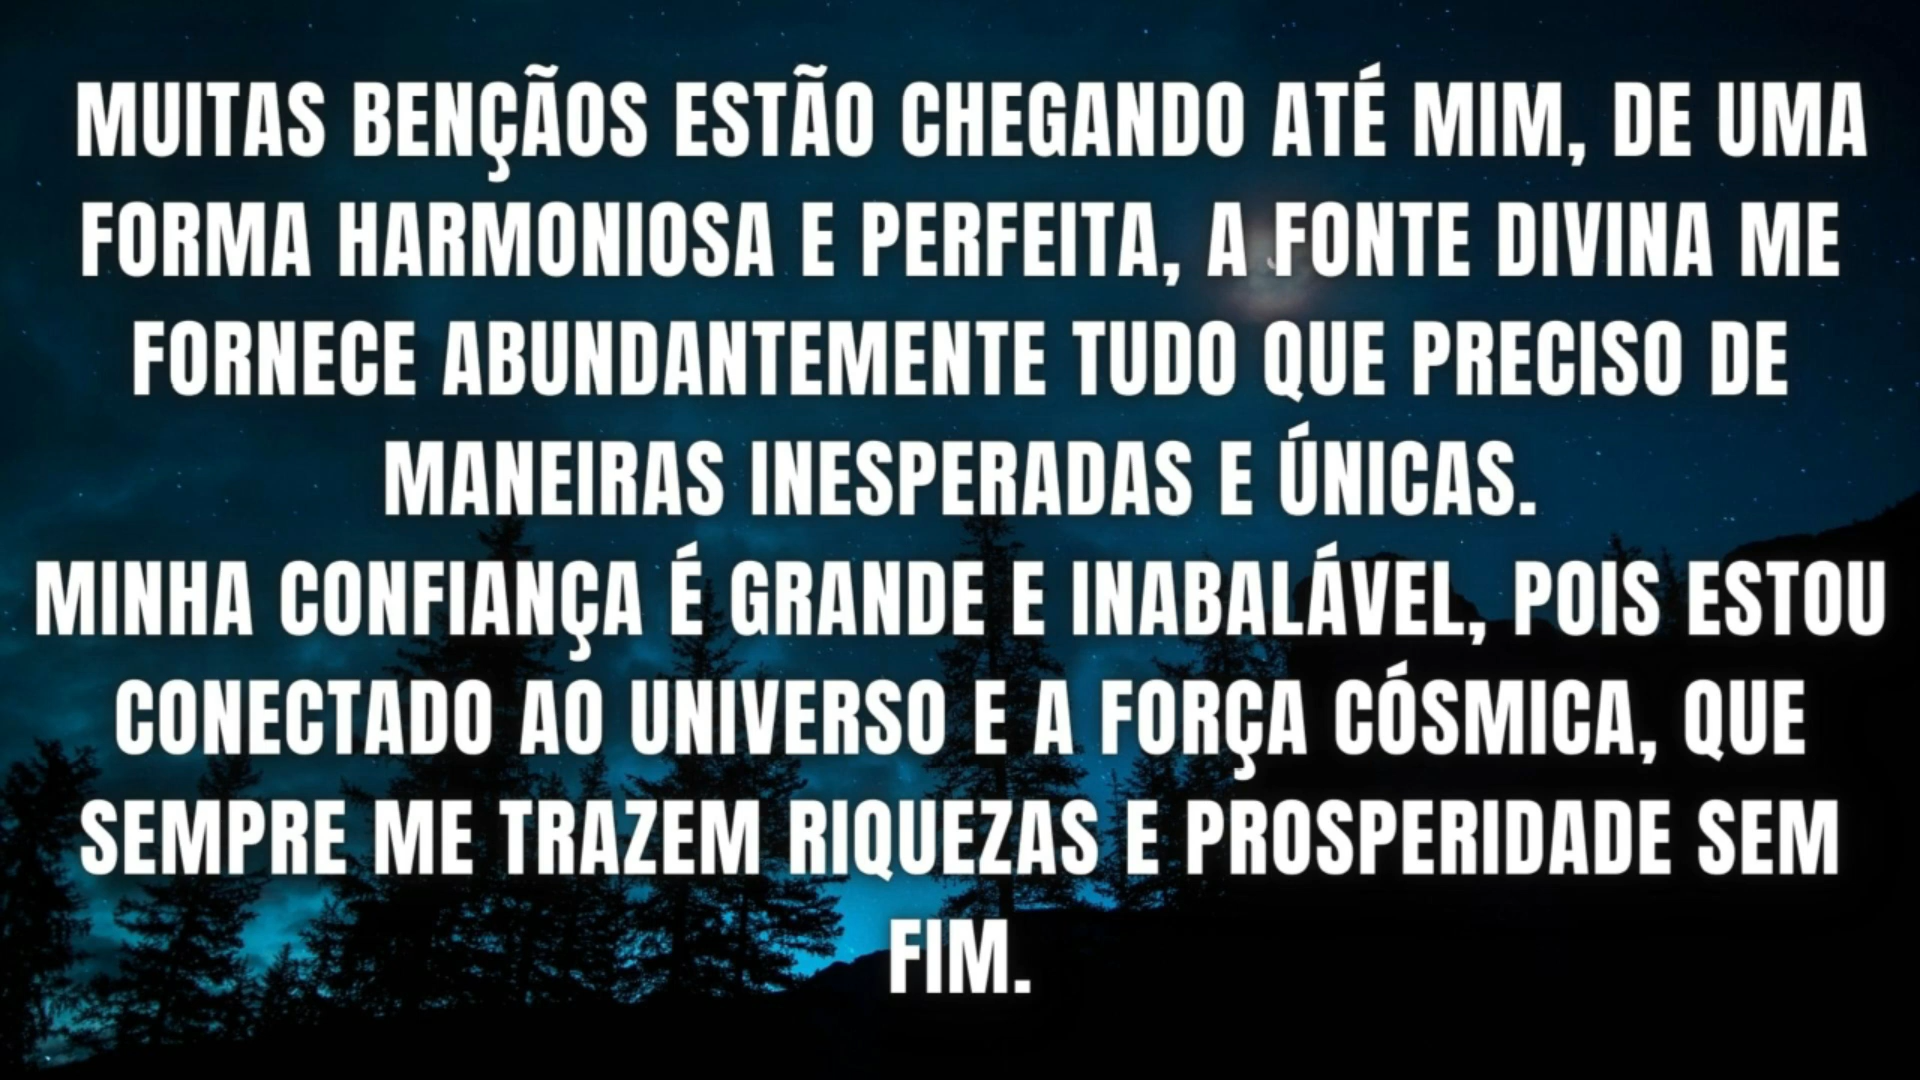 MUITAS BENÇÃOS ESTÃO CHEGANDO ATÉ MIM, DE UMA
FORMA HARMONIOSA E PERFEITA, A FONTE DIVINA ME
FORNECE ABUNDANTEMENTE TUDO QUE PRECISO DE
MANEIRAS INESPERADAS E ÚNICAS.
MINHA CONFIANÇA É GRANDE E INABALÁVEL, POIS ESTOU
CONECTADO AO UNIVERSO E A FORÇA CÓSMICA, QUE
SEMPRE ME TRAZEM RIQUEZAS E PROSPERIDADE SEM
FIM.